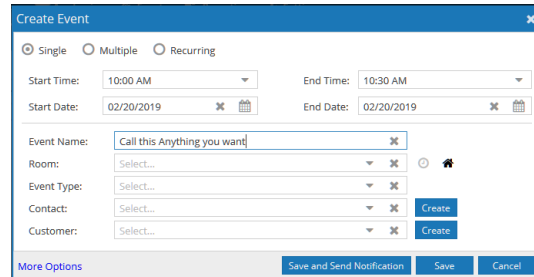 Create Event
Single Multiple Recurring
Start Time: 10:00 AM End Time: 10:30 AM
Start Date: 02/20/2019 End Date: 02/20/2019
Event Name: Call this Anything you want
Room: Select...
Event Type: Select...
Contact: Select... Create
Customer: Select... Create
More Options Save and Send Notification Save Cancel